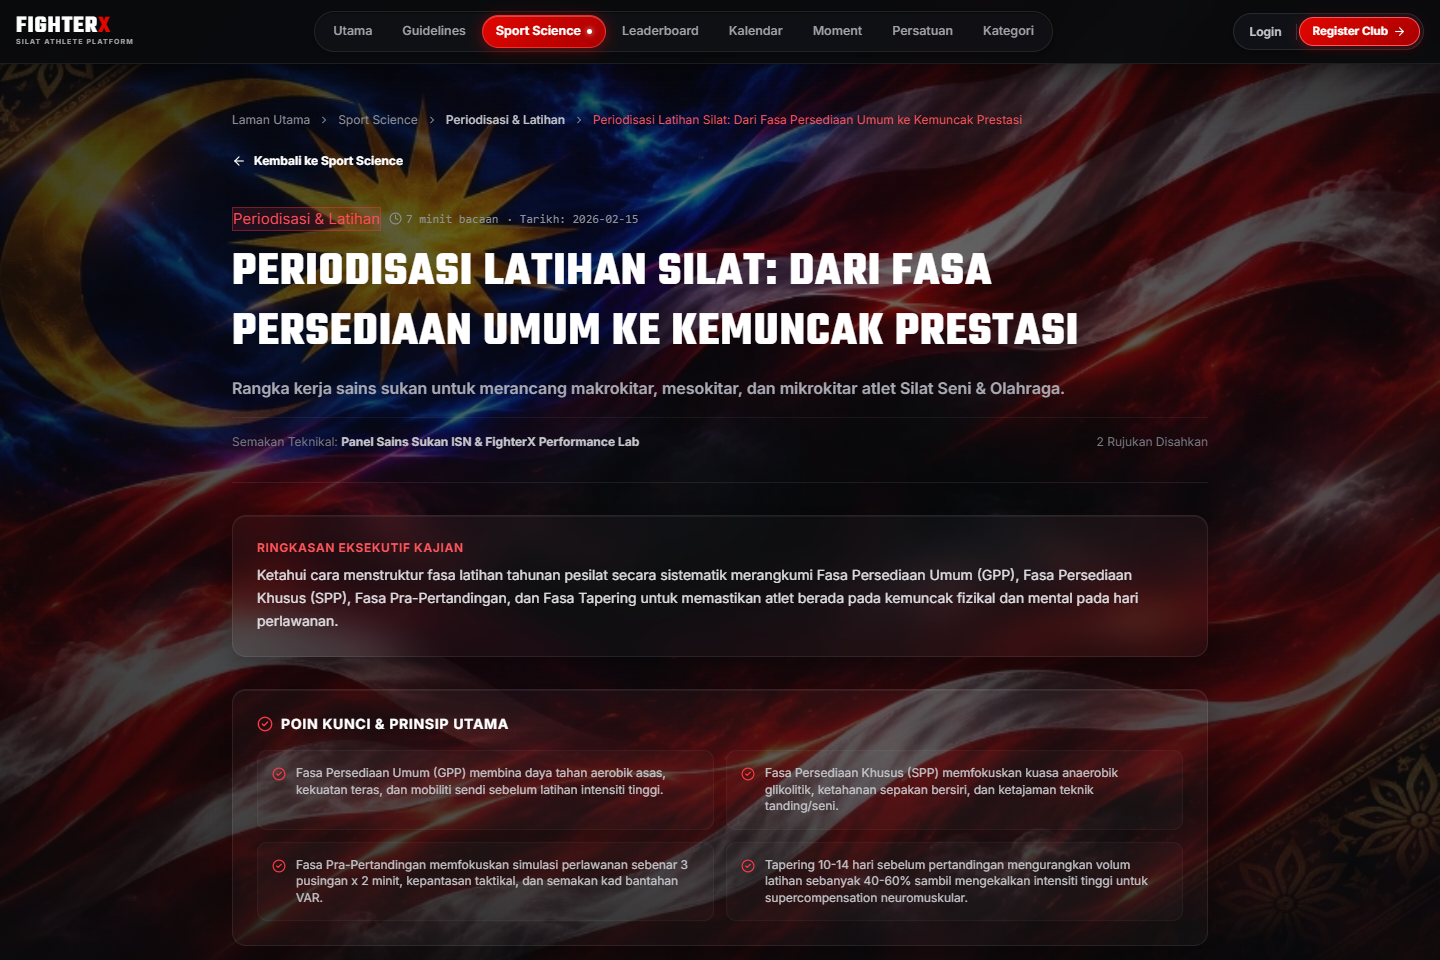 FIGHTERX
SILAT ATHLETE PLATFORM
Utama
Guidelines
Sport Science
Leaderboard
Kalendar
Moment
Persatuan
Kategori
Login
Register Club
Laman Utama
Sport Science
Periodisasi & Latihan
Periodisasi Latihan Silat: Dari Fasa Persediaan Umum ke Kemuncak Prestasi
Kembali ke Sport Science
Periodisasi & Latihan
7 minit bacaan · Tarikh: 2026-02-15
PERIODISASI LATIHAN SILAT: DARI FASA
PERSEDIAAN UMUM KE KEMUNCAK PRESTASI
Rangka kerja sains sukan untuk merancang makrokitar, mesokitar, dan mikrokitar atlet Silat Seni & Olahraga.
Semakan Teknikal: Panel Sains Sukan ISN & FighterX Performance Lab
2 Rujukan Disahkan
RINGKASAN EKSEKUTIF KAJIAN
Ketahui cara menstruktur fasa latihan tahunan pesilat secara sistematik merangkumi Fasa Persediaan Umum (GPP), Fasa Persediaan
Khusus (SPP), Fasa Pra-Pertandingan, dan Fasa Tapering untuk memastikan atlet berada pada kemuncak fizikal dan mental pada hari
perlawanan.
POIN KUNCI & PRINSIP UTAMA
Fasa Persediaan Umum (GPP) membina daya tahan aerobik asas,
kekuatan teras, dan mobiliti sendi sebelum latihan intensiti tinggi.
Fasa Persediaan Khusus (SPP) memfokuskan kuasa anaerobik
glikolitik, ketahanan sepakan bersiri, dan ketajaman teknik
tanding/seni.
Fasa Pra-Pertandingan memfokuskan simulasi perlawanan sebenar 3
pusingan x 2 minit, kepantasan taktikal, dan semakan kad bantahan
VAR.
Tapering 10-14 hari sebelum pertandingan mengurangkan volum
latihan sebanyak 40-60% sambil mengekalkan intensiti tinggi untuk
supercompensation neuromuskular.